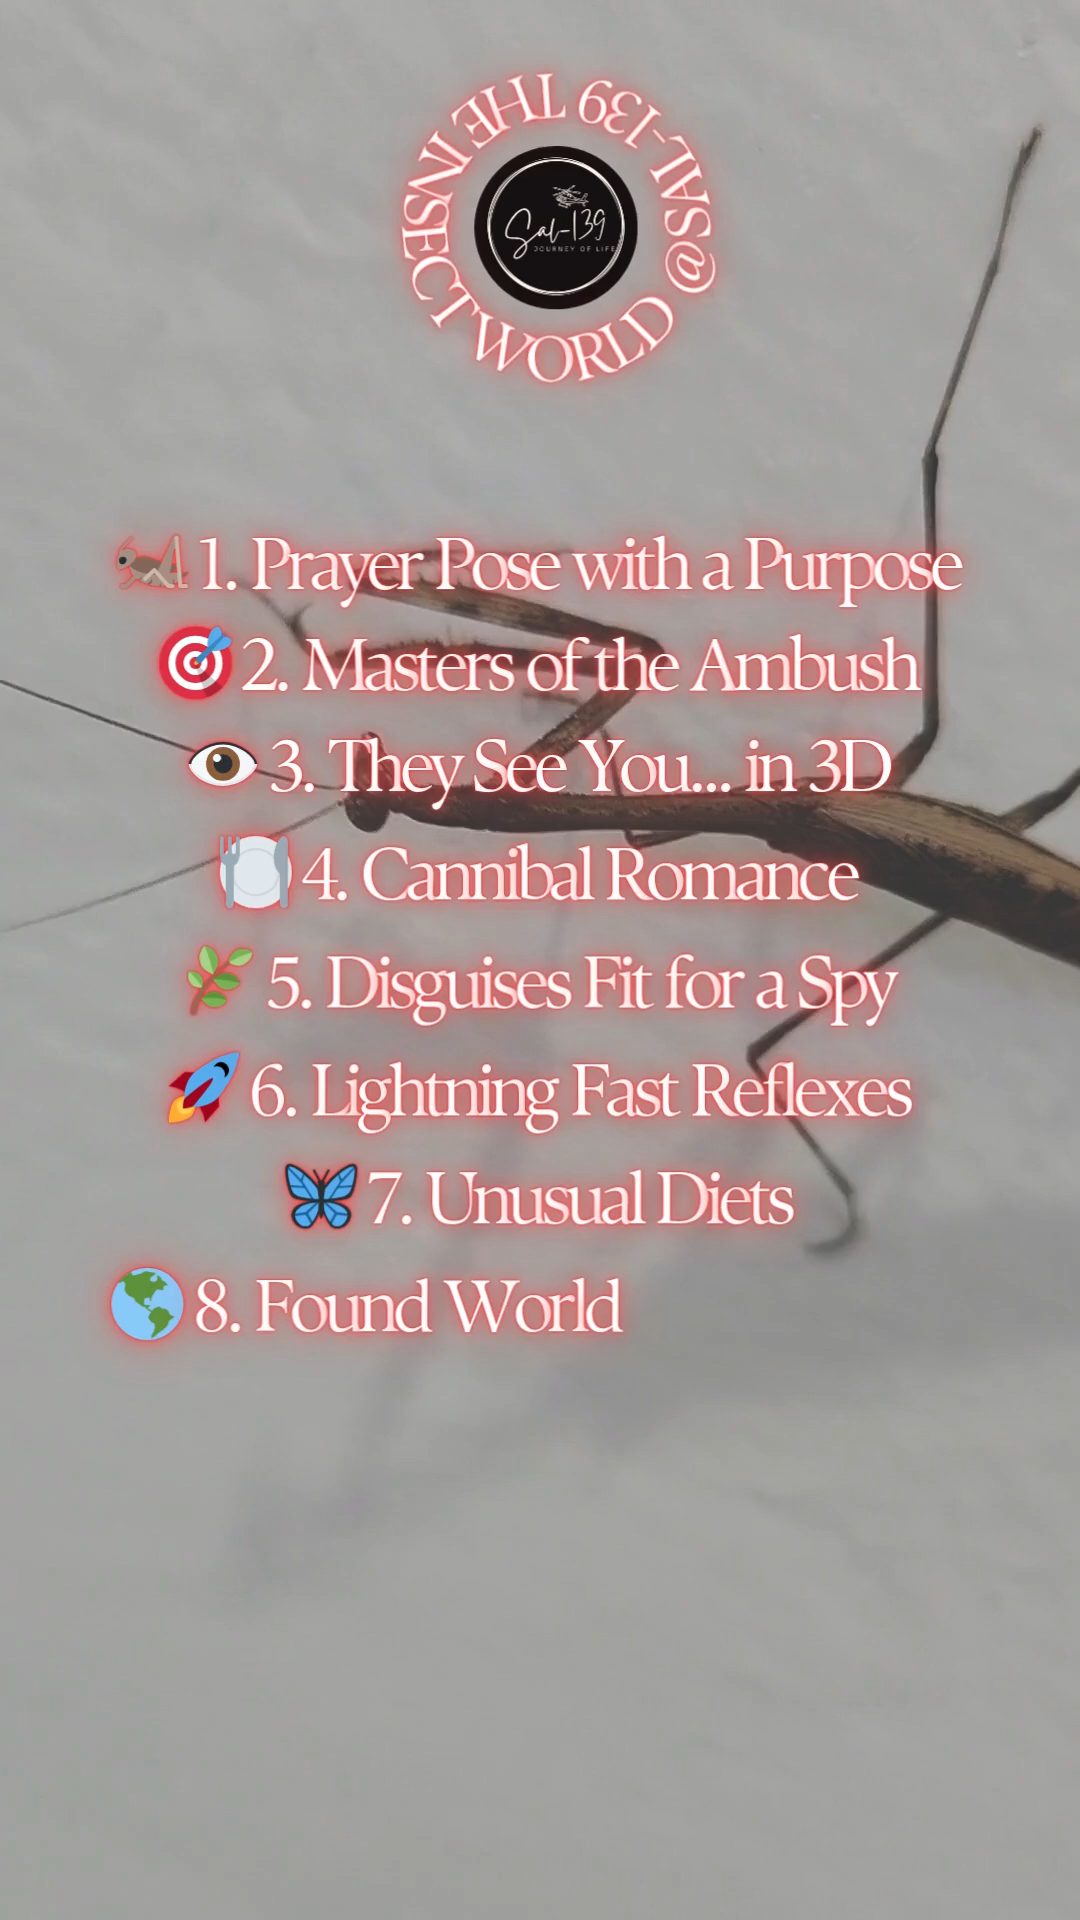 @SAL-139 THE INSECT WORLD
Sal-139
JOURNEY OF LIFE
1. Prayer Pose with a Purpose
2. Masters of the Ambush
3. They See You... in 3D
4. Cannibal Romance
5. Disguises Fit for a Spy
6. Lightning Fast Reflexes
7. Unusual Diets
8. Found World